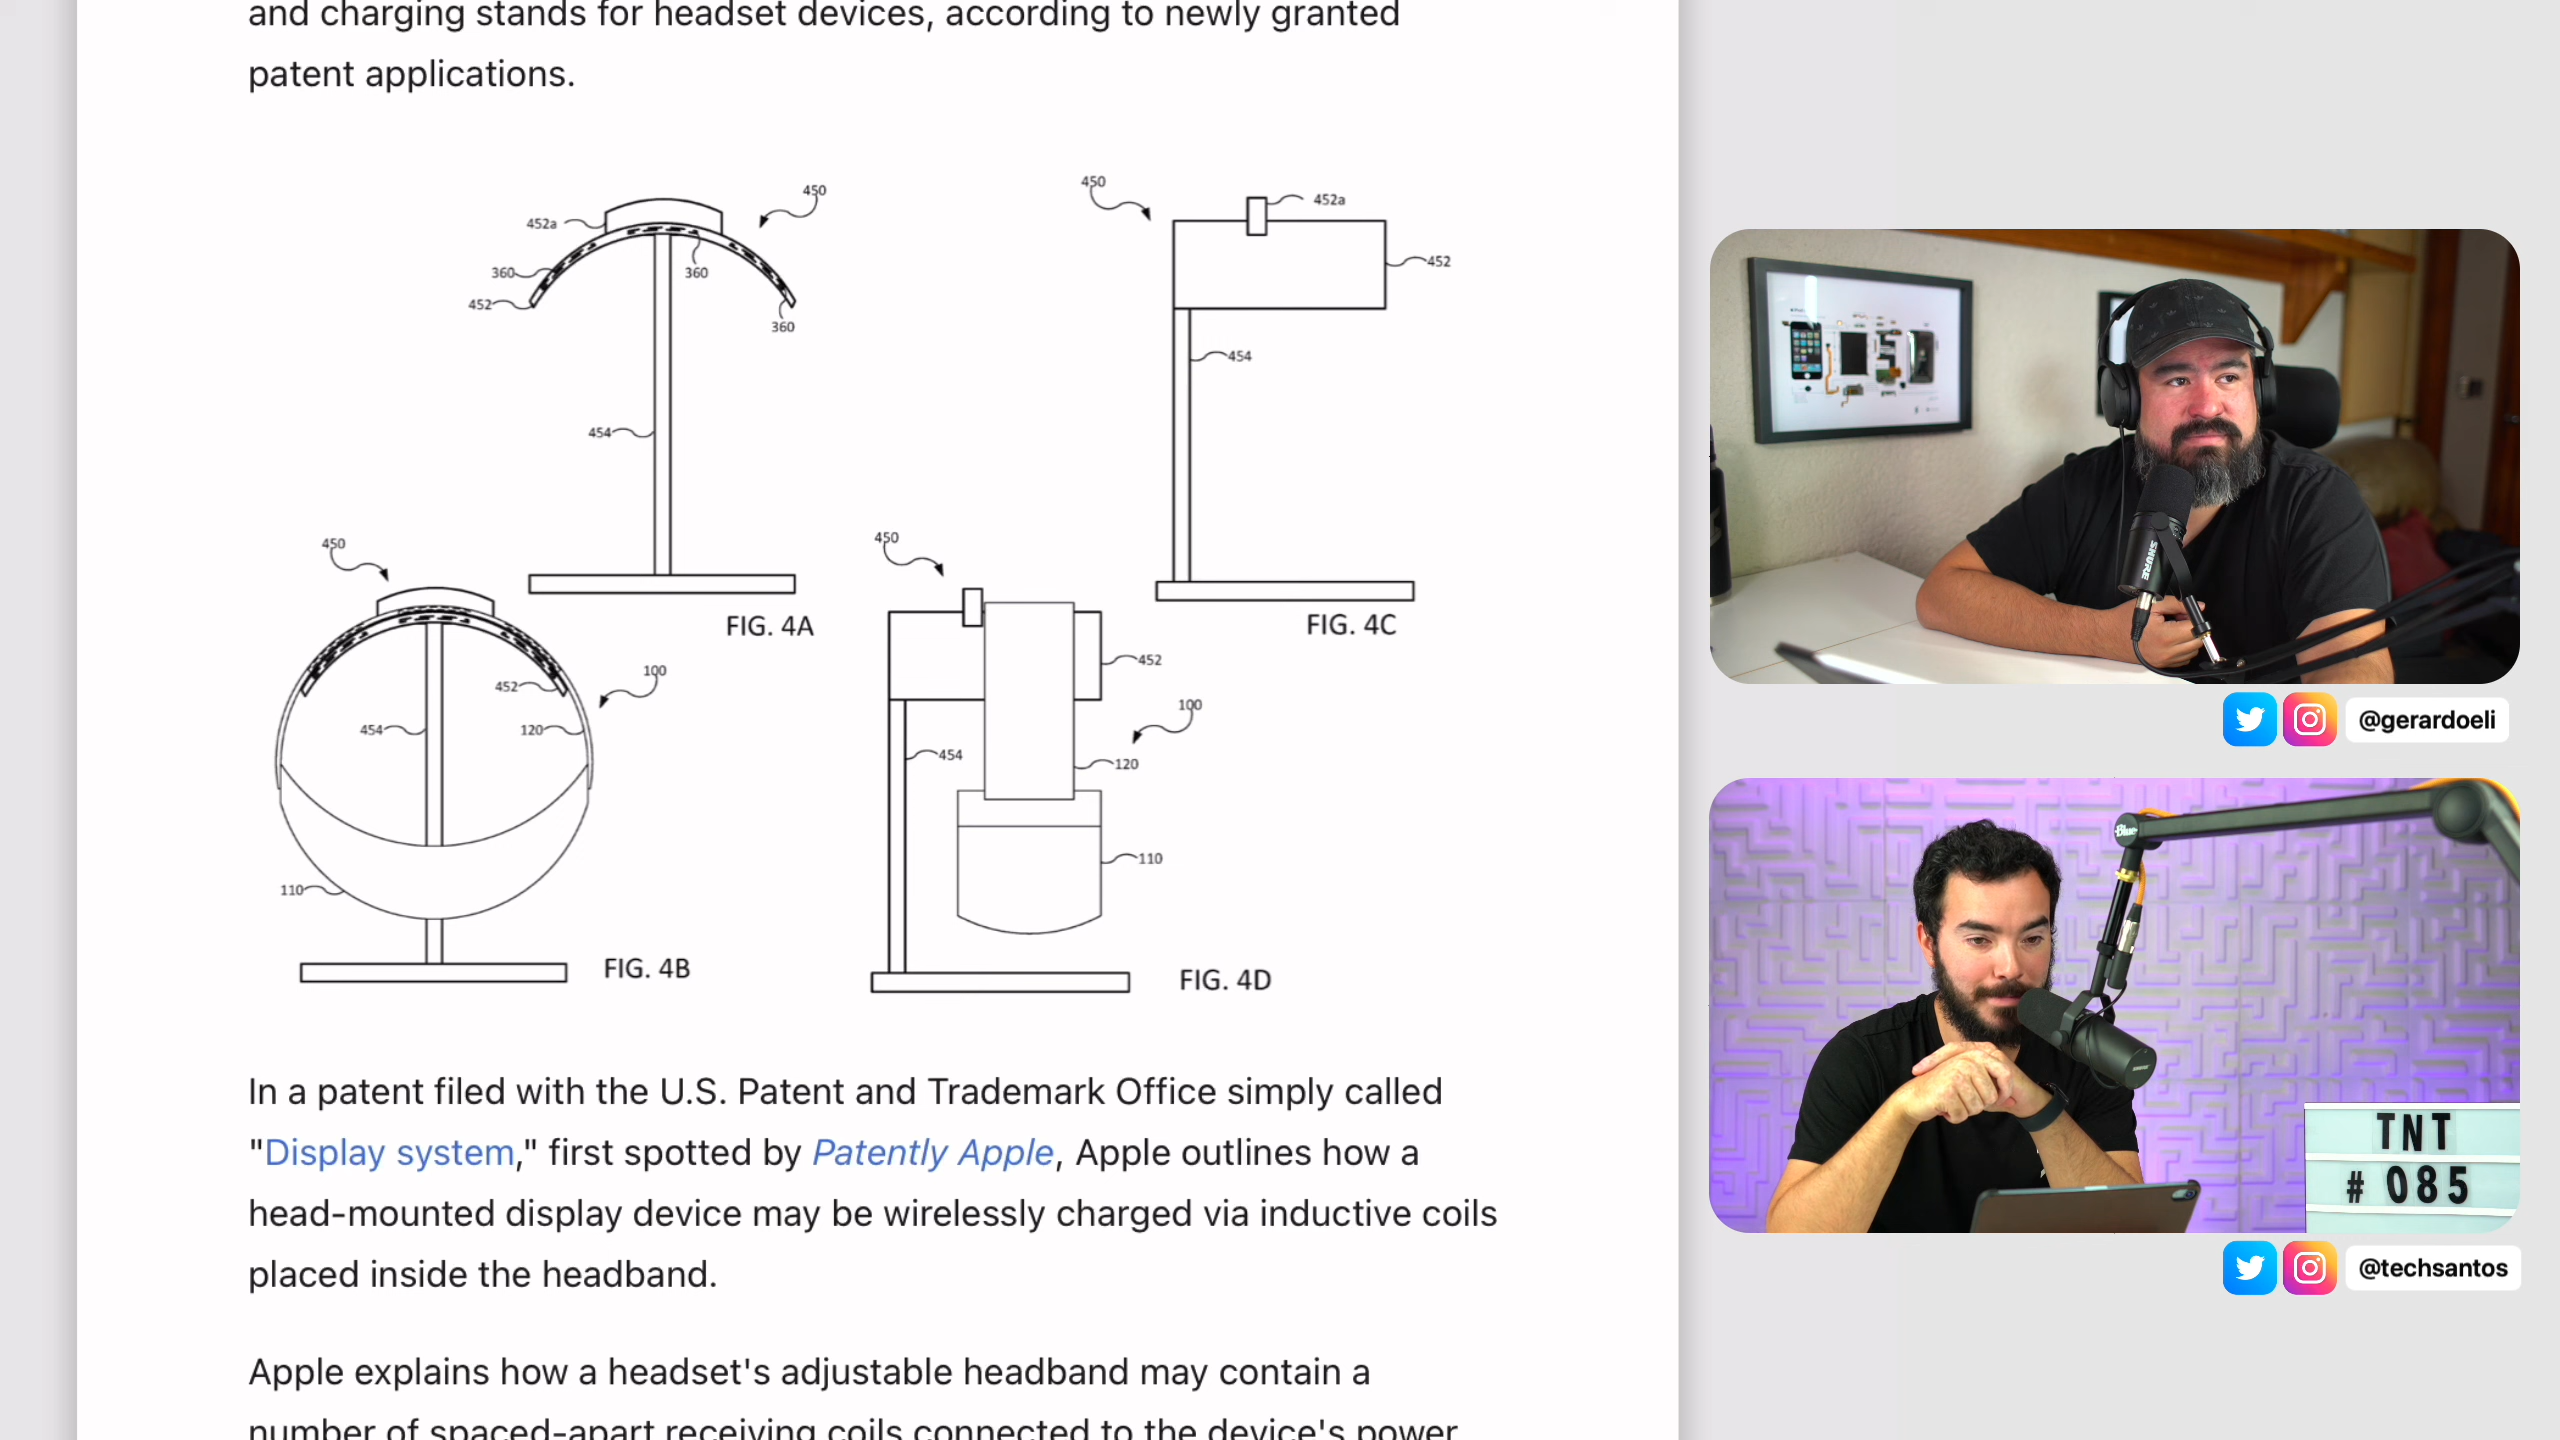 and charging stands for headset devices, according to newly granted
patent applications.
450
452a
360
360
452
360
454
FIG. 4A
450
452a
452
454
FIG. 4C
450
100
452
454
120
110
FIG. 4B
450
452
100
454
120
110
FIG. 4D
In a patent filed with the U.S. Patent and Trademark Office simply called
"Display system," first spotted by Patently Apple, Apple outlines how a
head-mounted display device may be wirelessly charged via inductive coils
placed inside the headband.
Apple explains how a headset's adjustable headband may contain a
number of spaced-apart receiving coils connected to the device's power
SHURE
@gerardoeli
Blue
TNT
# 085
@techsantos